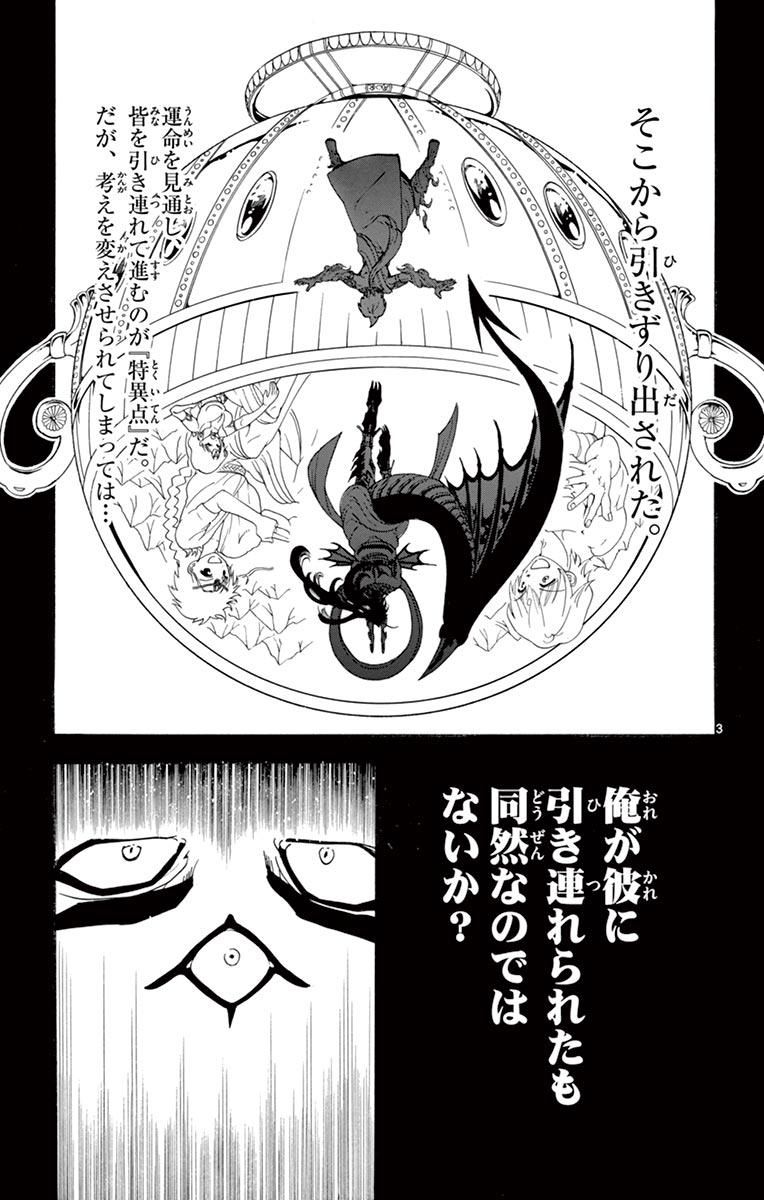 そこから引きずり出された。
運命を見通し、
皆を引き連れて進むのが『特異点』だ。
だが、考えを変えさせられてしまっては…
3
俺が彼に
引き連れられたも
同然なのでは
ないか?